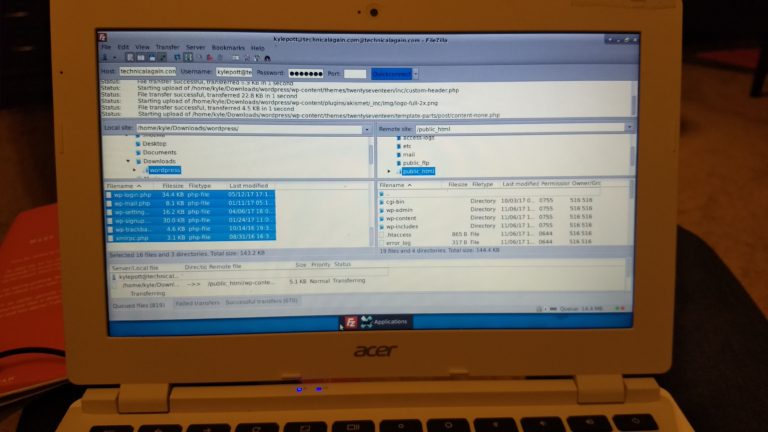 kylepott@technicalagain.com@technicalagain.com - FileZilla
File Edit View Transfer Server Bookmarks Help
Host: technicalagain.com Username: kylepott@te Password: ●●●●●●● Port: Quickconnect
Status: File transfer successful, transferred 5.5 KB in 1 second
Status: Starting upload of /home/kyle/Downloads/wordpress/wp-content/themes/twentyseventeen/inc/custom-header.php
Status: File transfer successful, transferred 22.8 KB in 1 second
Status: Starting upload of /home/kyle/Downloads/wordpress/wp-content/plugins/akismet/_inc/img/logo-full-2x.png
Status: File transfer successful, transferred 4.5 KB in 1 second
Status: Starting upload of /home/kyle/Downloads/wordpress/wp-content/themes/twentyseventeen/template-parts/post/content-none.php
Local site: /home/kyle/Downloads/wordpress/ Remote site: /public_html
Desktop
Documents
Downloads
wordpress
access-logs
etc
mail
public_ftp
public_html
Filename Filesize Filetype Last modified
wp-login.php 34.4 KB php-file 05/12/17 17:1...
wp-mail.php 8.1 KB php-file 01/11/17 05:1...
wp-setting... 16.2 KB php-file 04/06/17 18:0...
wp-signup... 30.0 KB php-file 01/24/17 11:0...
wp-trackba... 4.6 KB php-file 10/14/16 19:3...
xmlrpc.php 3.1 KB php-file 08/31/16 16:3...
Selected 16 files and 3 directories. Total size: 143.2 KB
Filename Filesize Filetype Last modified Permission Owner/Grc
..
cgi-bin Directory 10/03/17 0... 0755 516 516
wp-admin Directory 11/06/17 1... 0755 516 516
wp-content Directory 11/06/17 1... 0755 516 516
wp-includes Directory 11/06/17 1... 0755 516 516
.htaccess 865 B File 11/06/17 1... 0644 516 516
error_log 317 B File 11/06/17 1... 0644 516 516
19 files and 4 directories. Total size: 144.4 KB
Server/Local file Directio Remote file Size Priority Status
kylepott@technical...
/home/kyle/Downl... -->> /public_html/wp-conte... 5.1 KB Normal Transferring
Transferring
Queued files (819) Failed transfers Successful transfers (678)
Queue: 14.4 MB
Applications
acer